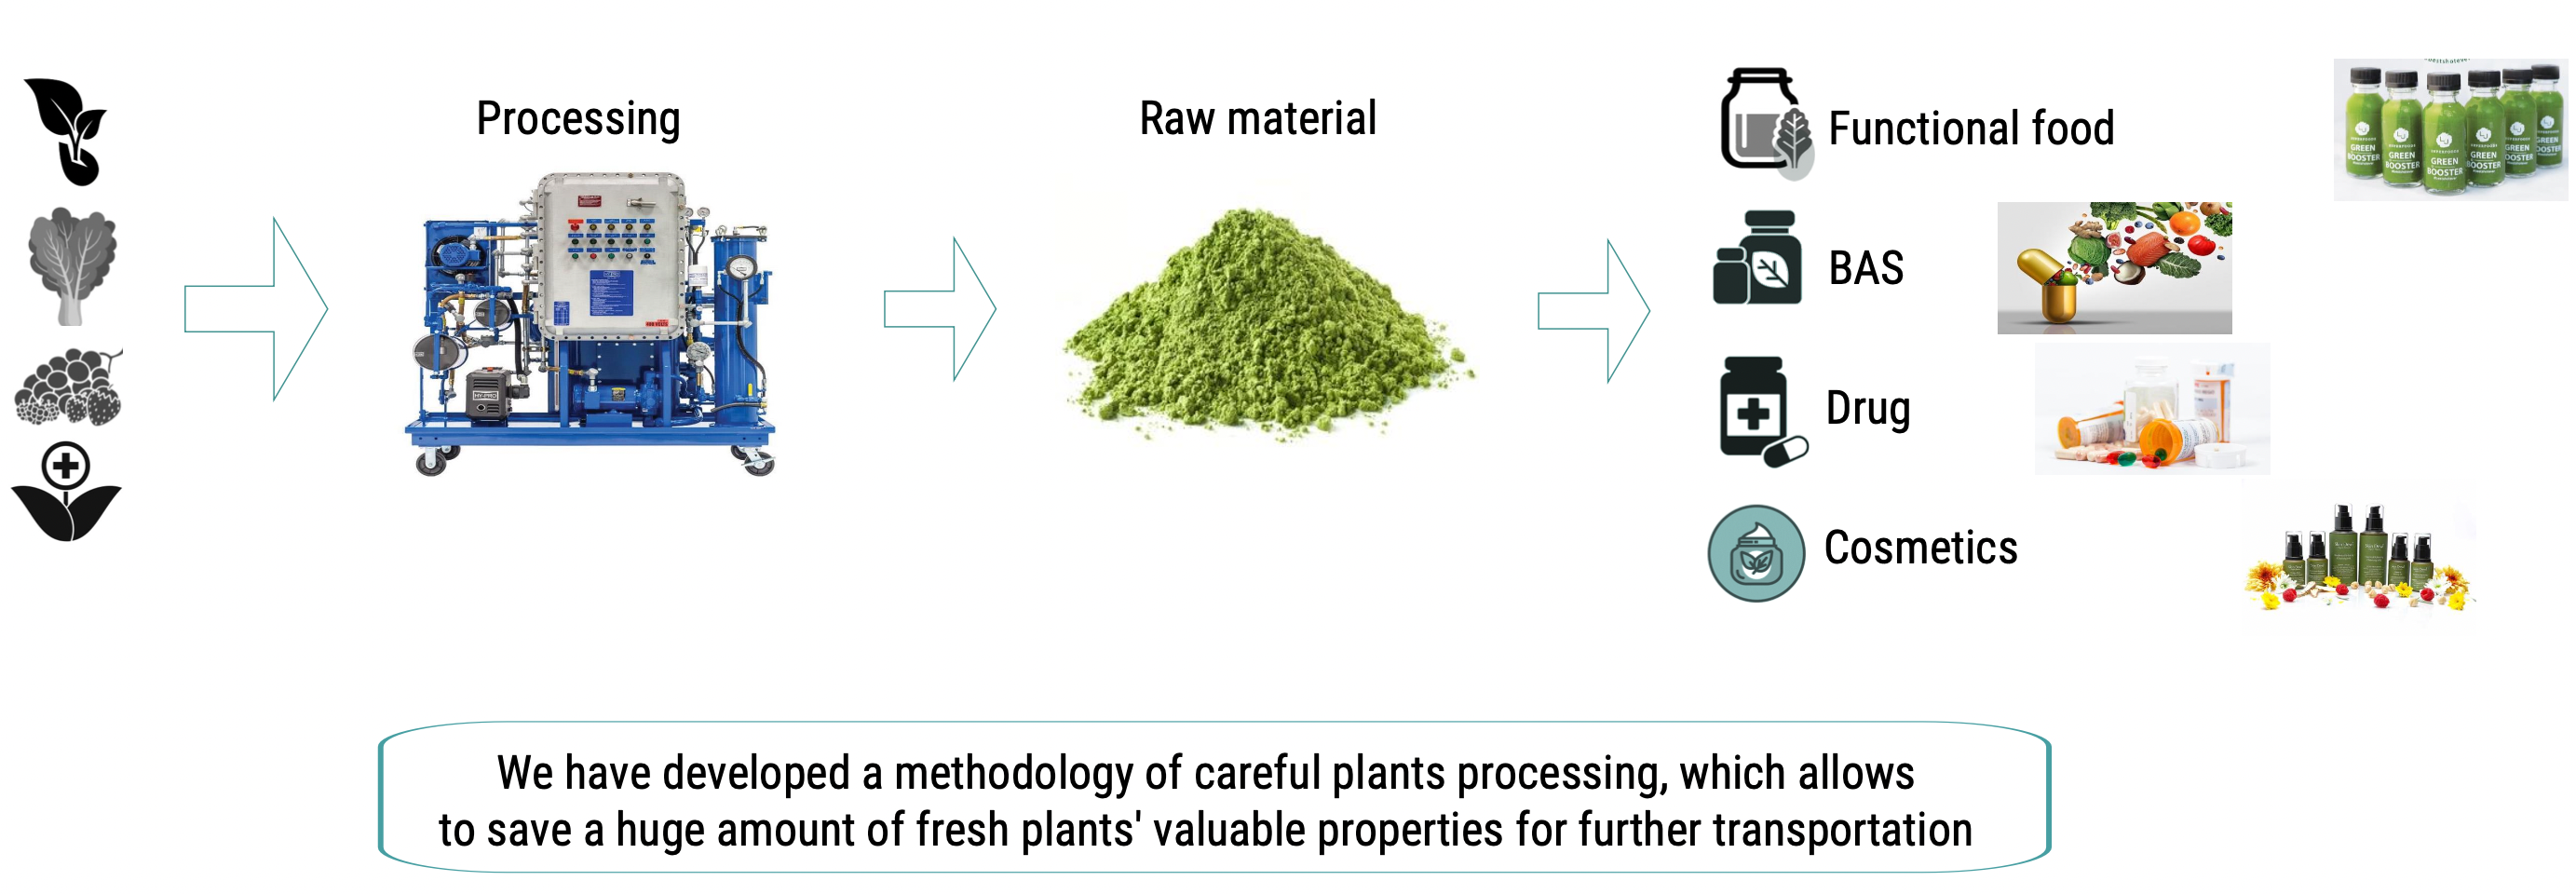 Processing
HY-PRO
Raw material
Functional food
GREEN
BOOSTER
GREEN
BOOSTER
GREEN
BOOSTER
GREEN
BOOSTER
GREEN
BOOSTER
BAS
Drug
Cosmetics
We have developed a methodology of careful plants processing, which allows
to save a huge amount of fresh plants' valuable properties for further transportation